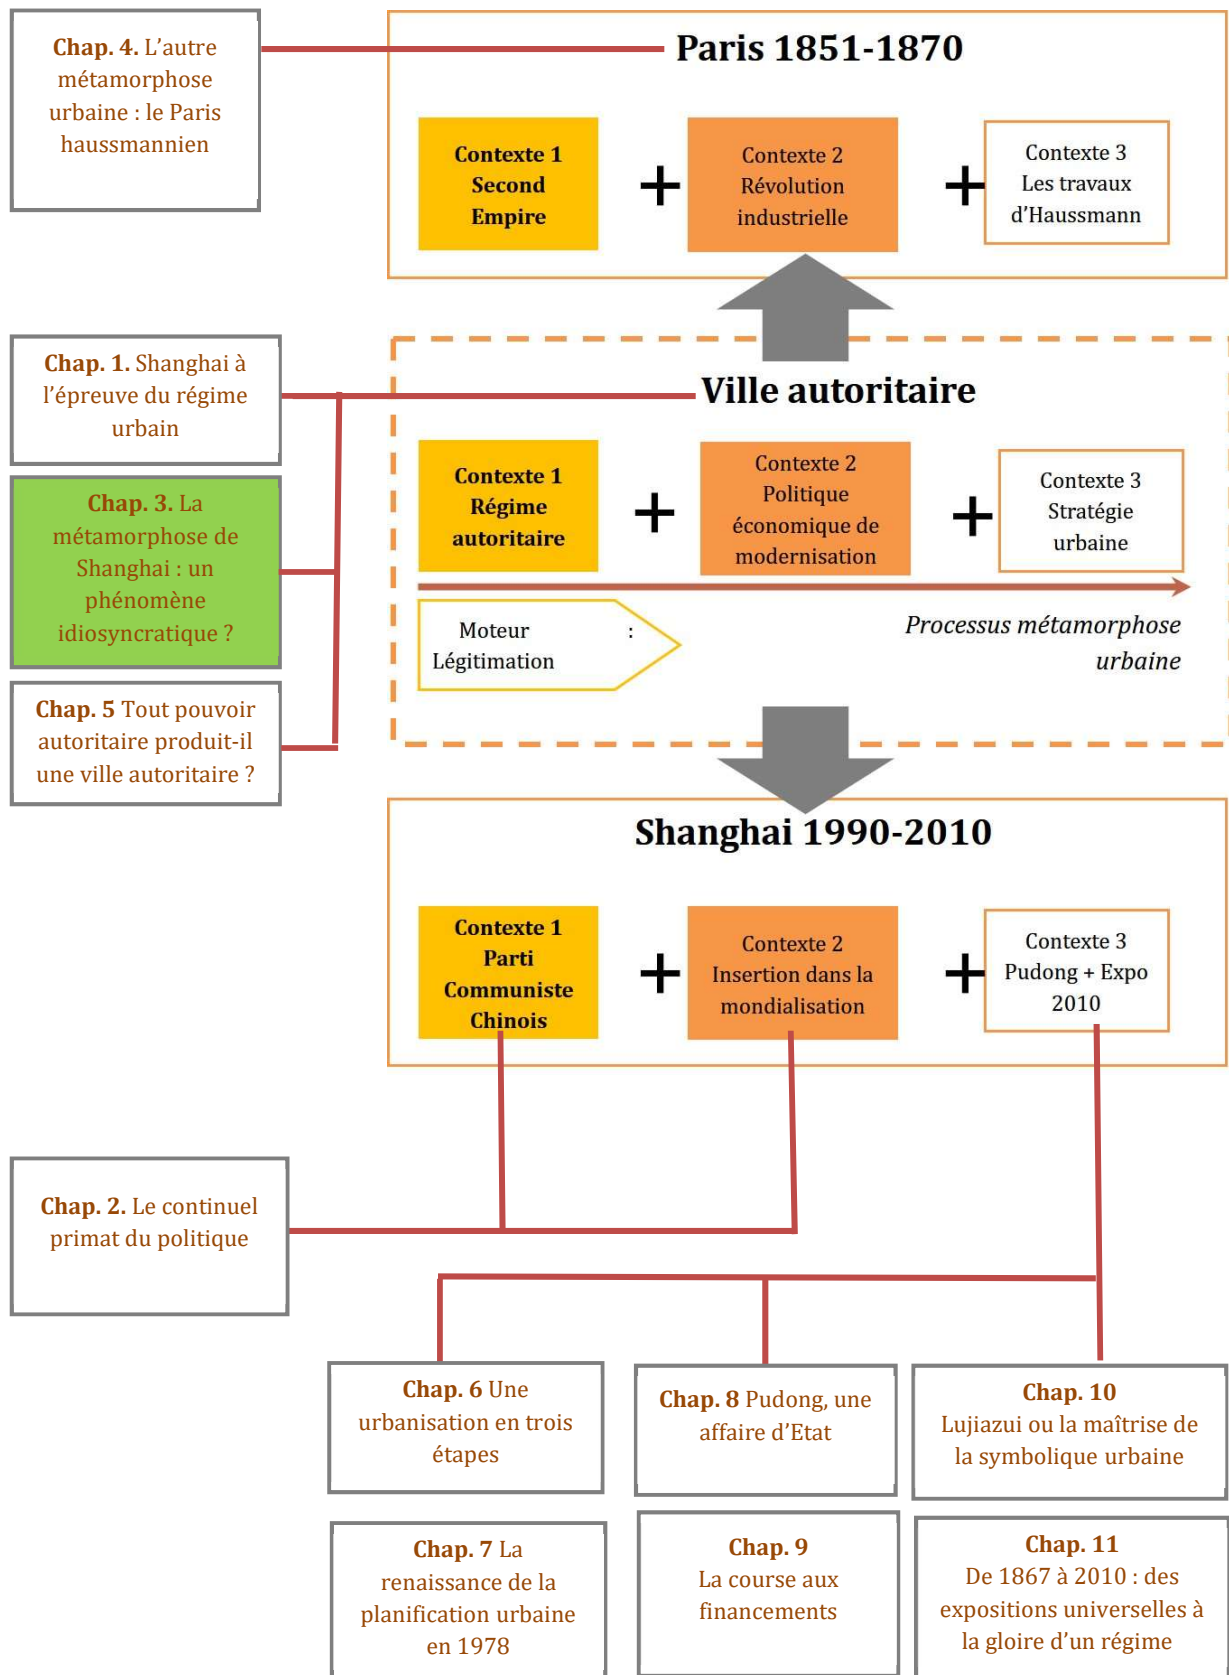 Chap. 4. L’autre
métamorphose
urbaine : le Paris
haussmannien
Paris 1851-1870
Contexte 1
Second
Empire
+
Contexte 2
Révolution
industrielle
+
Contexte 3
Les travaux
d’Haussmann
Chap. 1. Shanghai à
l’épreuve du régime
urbain
Chap. 3. La
métamorphose de
Shanghai : un
phénomène
idiosyncratique ?
Chap. 5 Tout pouvoir
autoritaire produit-il
une ville autoritaire ?
Ville autoritaire
Contexte 1
Régime
autoritaire
+
Contexte 2
Politique
économique de
modernisation
+
Contexte 3
Stratégie
urbaine
Moteur :
Légitimation
Processus métamorphose
urbaine
Shanghai 1990-2010
Contexte 1
Parti
Communiste
Chinois
+
Contexte 2
Insertion dans la
mondialisation
+
Contexte 3
Pudong + Expo
2010
Chap. 2. Le continuel
primat du politique
Chap. 6 Une
urbanisation en trois
étapes
Chap. 8 Pudong, une
affaire d’Etat
Chap. 10
Lujiazui ou la maîtrise de
la symbolique urbaine
Chap. 7 La
renaissance de la
planification urbaine
en 1978
Chap. 9
La course aux
financements
Chap. 11
De 1867 à 2010 : des
expositions universelles à
la gloire d’un régime